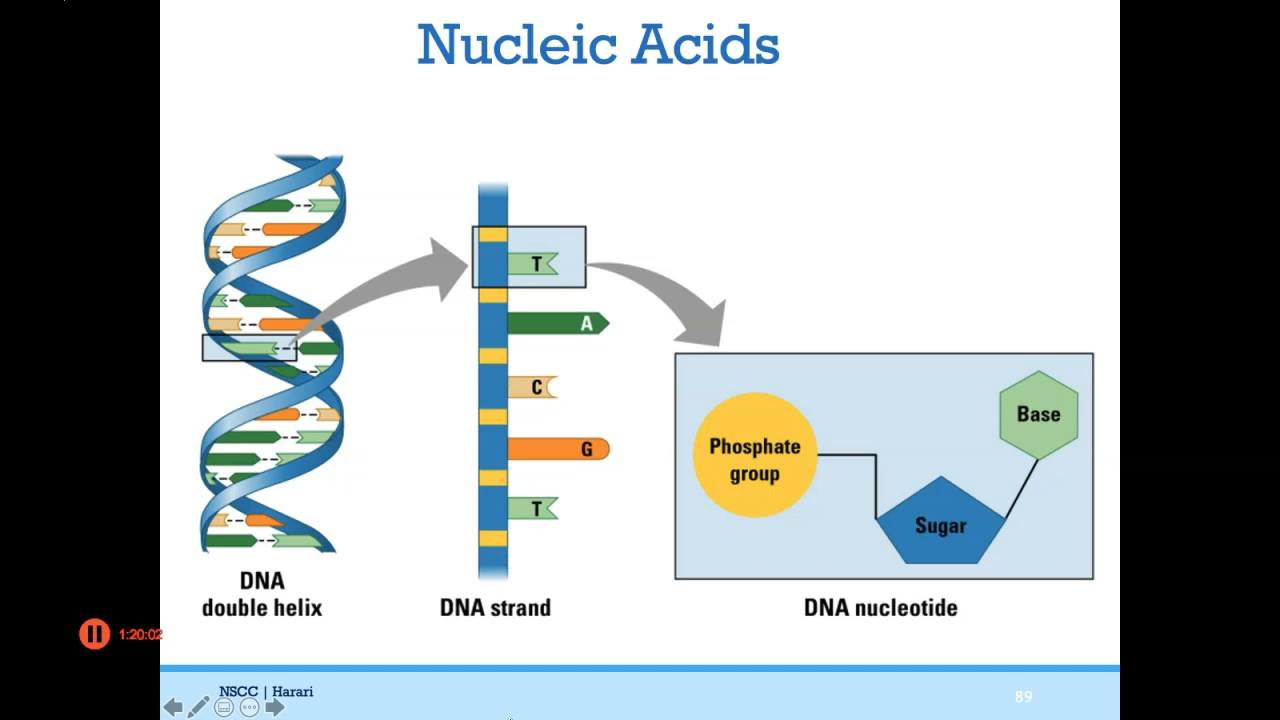 Nucleic Acids
T
A
C
G
T
Phosphate
group
Sugar
Base
DNA
double helix
DNA strand
DNA nucleotide
1:20:02
NSCC | Harari
89